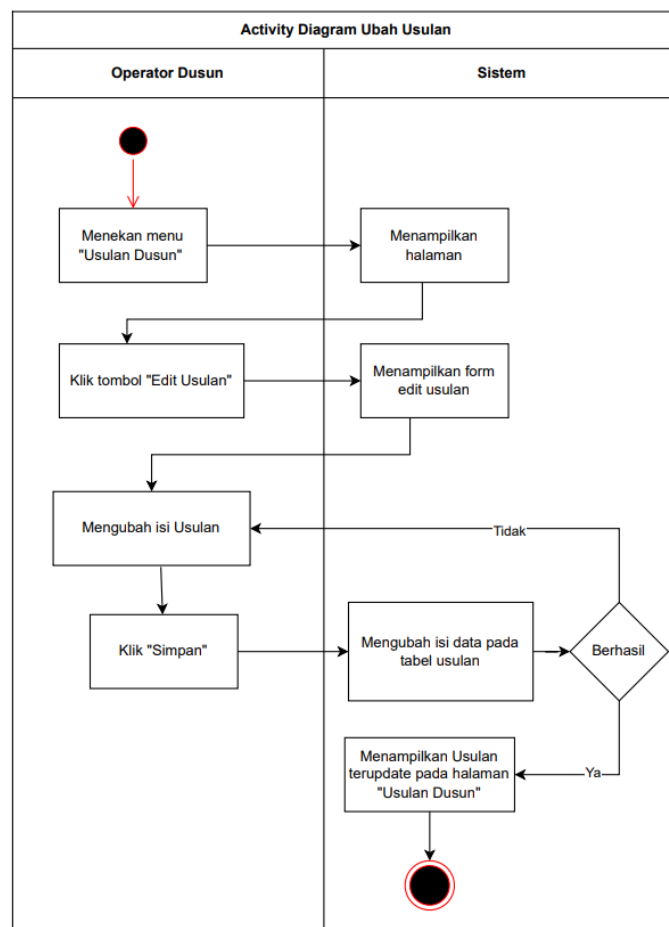 Activity Diagram Ubah Usulan
Operator Dusun
Sistem
Menekan menu
"Usulan Dusun"
Menampilkan
halaman
Klik tombol "Edit Usulan"
Menampilkan form
edit usulan
Mengubah isi Usulan
Tidak
Klik "Simpan"
Mengubah isi data pada
tabel usulan
Berhasil
Menampilkan Usulan
terupdate pada halaman
"Usulan Dusun"
Ya